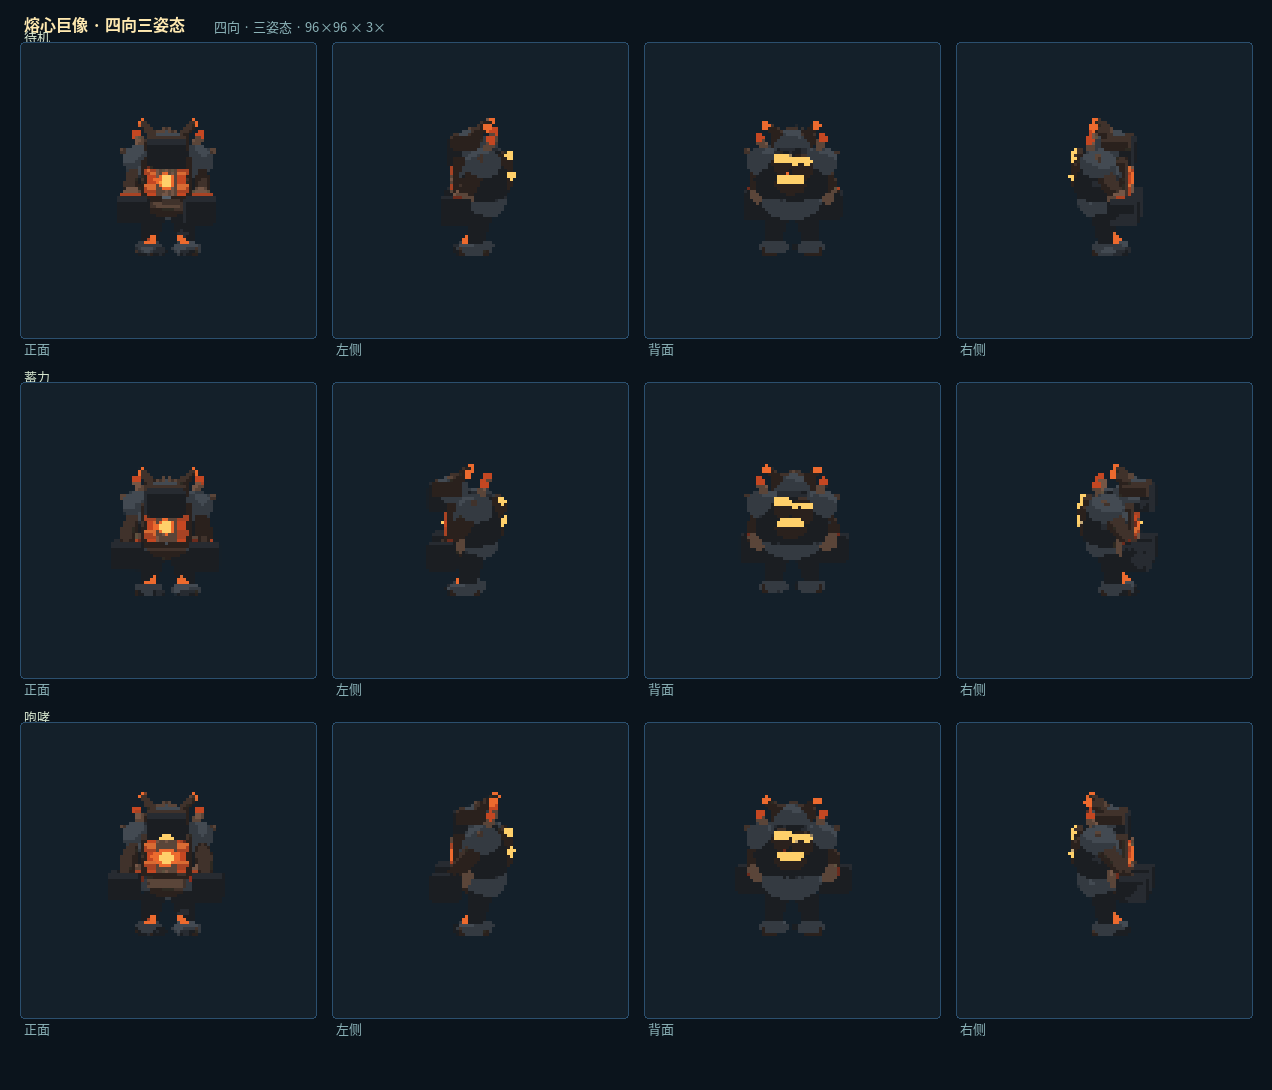 熔心巨像 · 四向三姿态 四向 · 三姿态 · 96×96 × 3×
待机
正面 左侧 背面 右侧
蓄力
正面 左侧 背面 右侧
咆哮
正面 左侧 背面 右侧